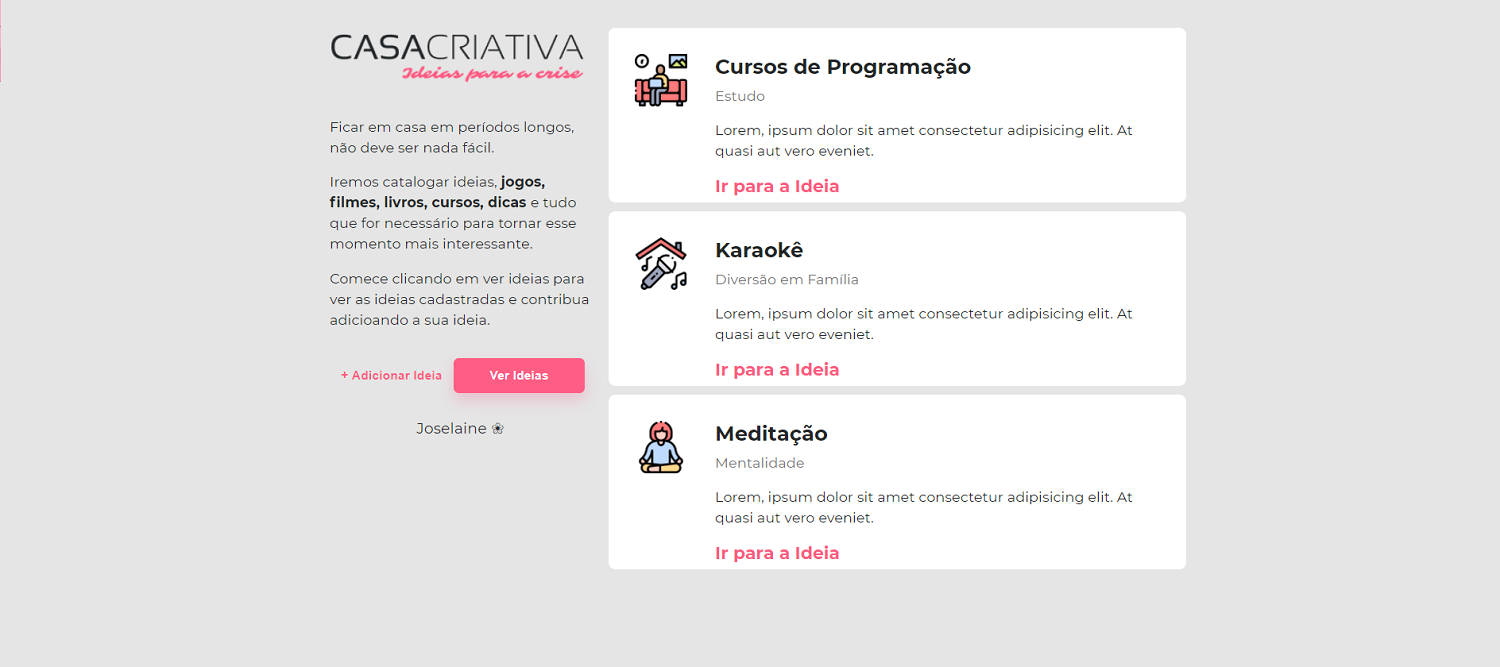 CASACRIATIVA
Ideias para a crise
Ficar em casa em períodos longos,
não deve ser nada fácil.
Iremos catalogar ideias, jogos,
filmes, livros, cursos, dicas e tudo
que for necessário para tornar esse
momento mais interessante.
Comece clicando em ver ideias para
ver as ideias cadastradas e contribua
adicioando a sua ideia.
+ Adicionar Ideia
Ver Ideias
Joselaine ❀
Cursos de Programação
Estudo
Lorem, ipsum dolor sit amet consectetur adipisicing elit. At
quasi aut vero eveniet.
Ir para a Ideia
Karaokê
Diversão em Família
Lorem, ipsum dolor sit amet consectetur adipisicing elit. At
quasi aut vero eveniet.
Ir para a Ideia
Meditação
Mentalidade
Lorem, ipsum dolor sit amet consectetur adipisicing elit. At
quasi aut vero eveniet.
Ir para a Ideia